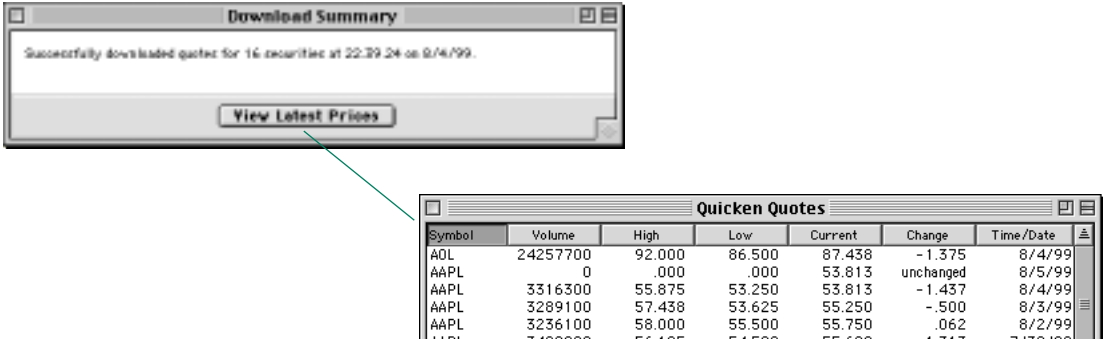 Download Summary
Successfully downloaded quotes for 16 securities at 22:39:24 on 8/4/99.
View Latest Prices
Quicken Quotes
Symbol Volume High Low Current Change Time/Date
AOL 24257700 92.000 86.500 87.438 -1.375 8/4/99
AAPL 0 .000 .000 53.813 unchanged 8/5/99
AAPL 3316300 55.875 53.250 53.813 -1.437 8/4/99
AAPL 3289100 57.438 53.625 55.250 -.500 8/3/99
AAPL 3236100 58.000 55.500 55.750 .062 8/2/99